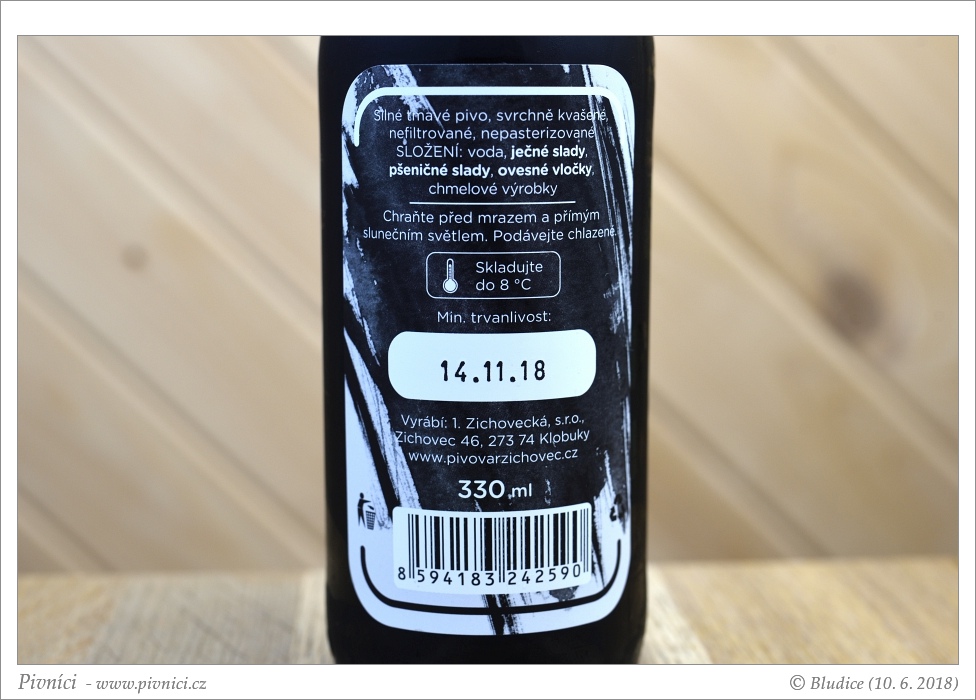 Silné tmavé pivo, svrchně kvašené,
nefiltrované, nepasterizované
SLOŽENÍ: voda, ječné slady,
pšeničné slady, ovesné vločky,
chmelové výrobky
Chraňte před mrazem a přímým
slunečním světlem. Podávejte chlazené.
Skladujte
do 8 °C
Min. trvanlivost:
14.11.18
Vyrábí: 1. Zichovecká, s.r.o.,
Zichovec 46, 273 74 Klobuky
www.pivovarzichovec.cz
330 ml
8 594183 242590
Pivníci - www.pivnici.cz
© Bludice (10. 6. 2018)